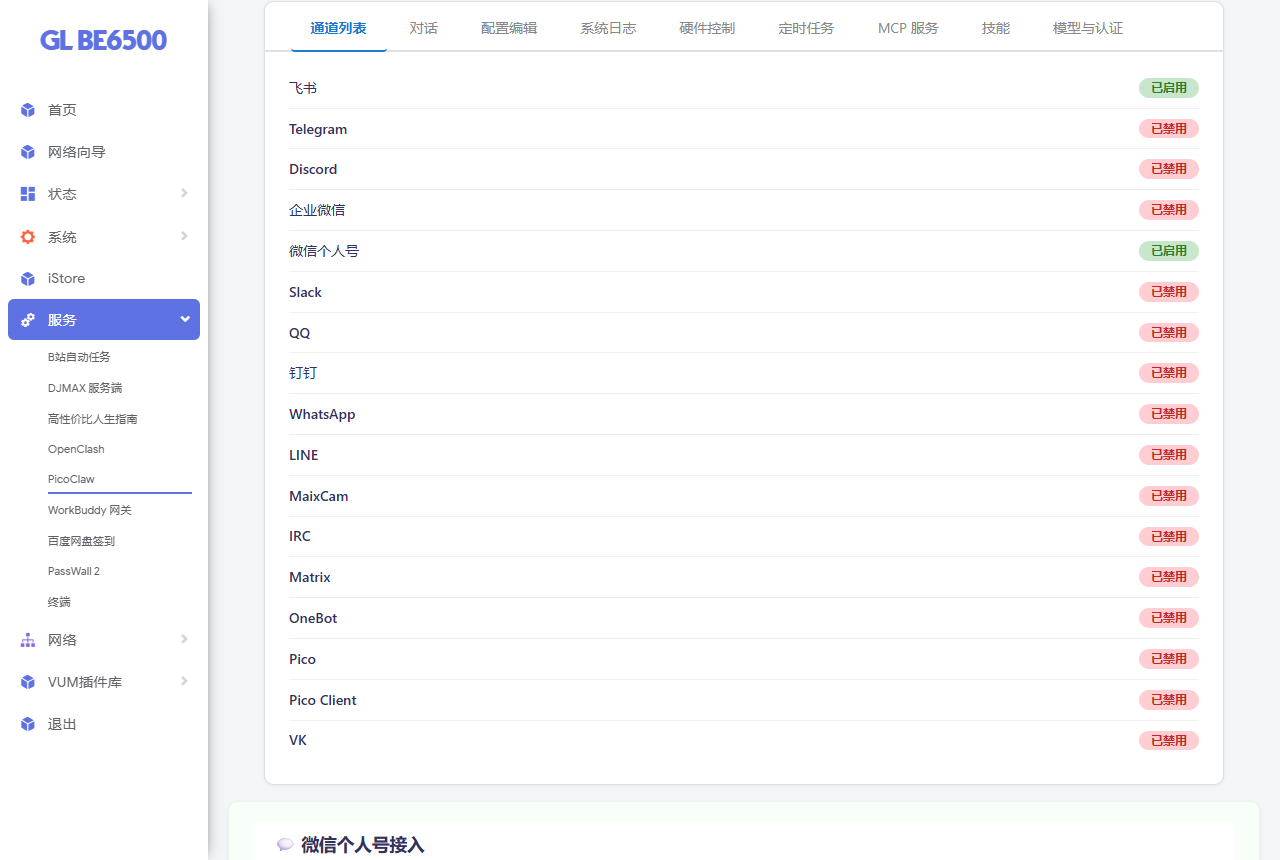 GL BE6500
首页
网络向导
状态
系统
iStore
服务
B站自动任务
DJMAX 服务端
高性价比人生指南
OpenClash
PicoClaw
WorkBuddy 网关
百度网盘签到
PassWall 2
终端
网络
VUM插件库
退出
通道列表 对话 配置编辑 系统日志 硬件控制 定时任务 MCP 服务 技能 模型与认证
飞书 已启用
Telegram 已禁用
Discord 已禁用
企业微信 已禁用
微信个人号 已启用
Slack 已禁用
QQ 已禁用
钉钉 已禁用
WhatsApp 已禁用
LINE 已禁用
MaixCam 已禁用
IRC 已禁用
Matrix 已禁用
OneBot 已禁用
Pico 已禁用
Pico Client 已禁用
VK 已禁用
微信个人号接入